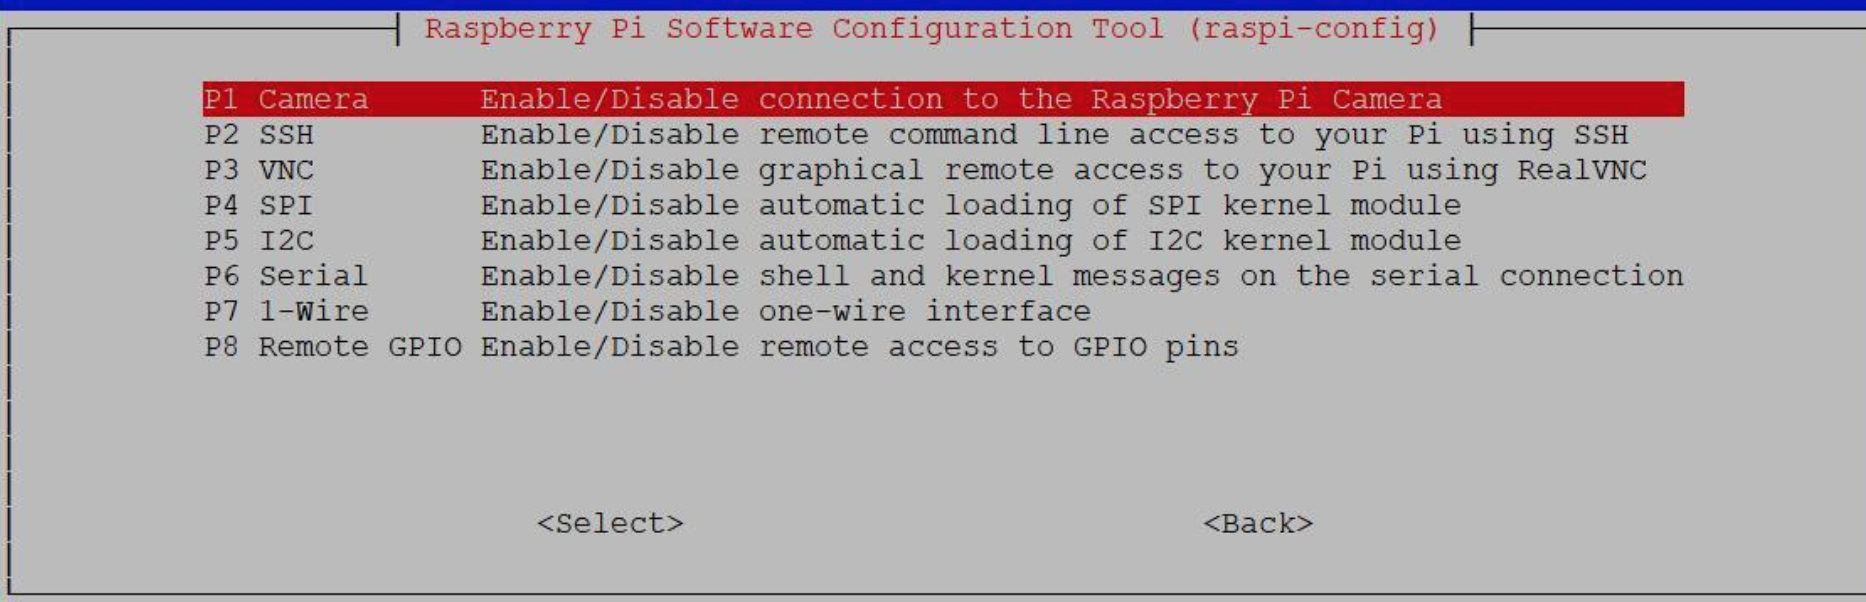 Raspberry Pi Software Configuration Tool (raspi-config)
P1 Camera Enable/Disable connection to the Raspberry Pi Camera
P2 SSH Enable/Disable remote command line access to your Pi using SSH
P3 VNC Enable/Disable graphical remote access to your Pi using RealVNC
P4 SPI Enable/Disable automatic loading of SPI kernel module
P5 I2C Enable/Disable automatic loading of I2C kernel module
P6 Serial Enable/Disable shell and kernel messages on the serial connection
P7 1-Wire Enable/Disable one-wire interface
P8 Remote GPIO Enable/Disable remote access to GPIO pins
<Select> <Back>